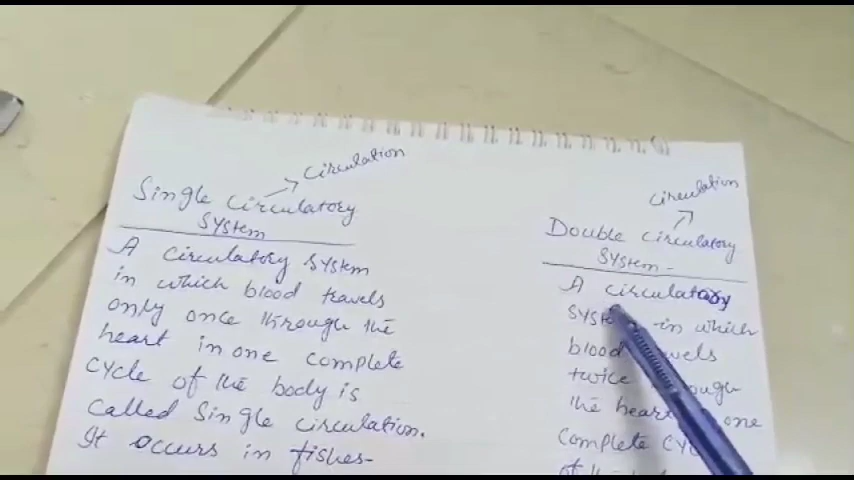 circulation
Single circulatory
System
A circulatory System
in which blood travels
only once through the
heart in one complete
cycle of the body is
called Single circulation.
It occurs in fishes-
circulation
Double circulatory
System-
A circulatory
in which
blood
twice
the heart one
complete